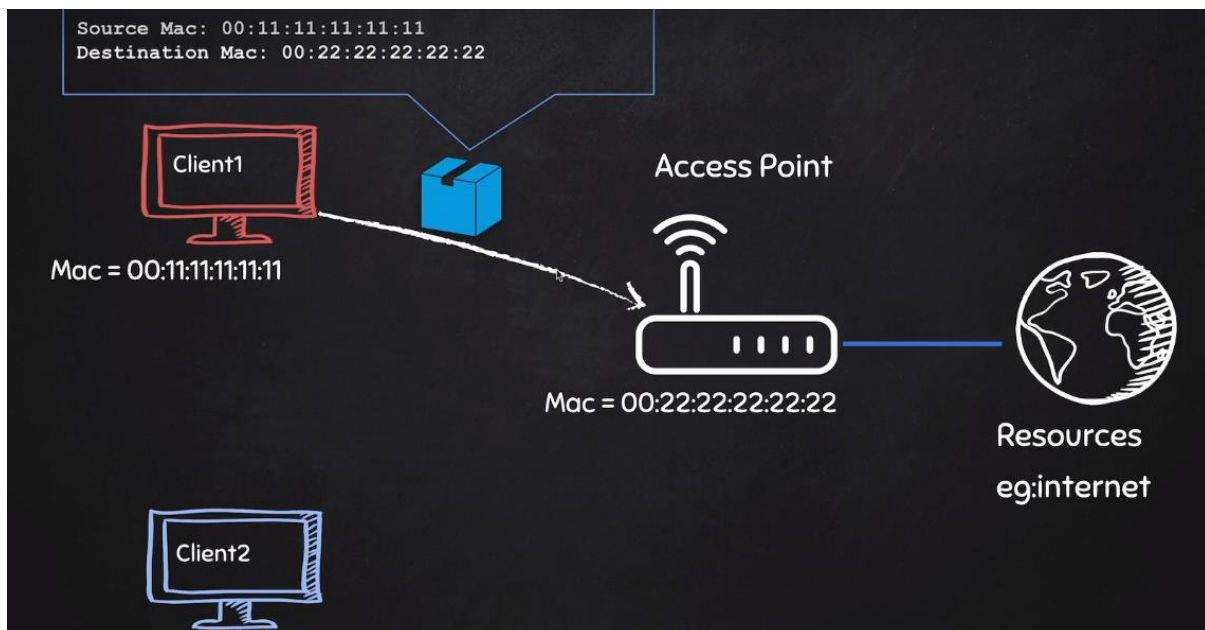 Source Mac: 00:11:11:11:11:11
Destination Mac: 00:22:22:22:22:22
Client1
Access Point
Mac = 00:11:11:11:11:11
Mac = 00:22:22:22:22:22
Resources
eg:internet
Client2